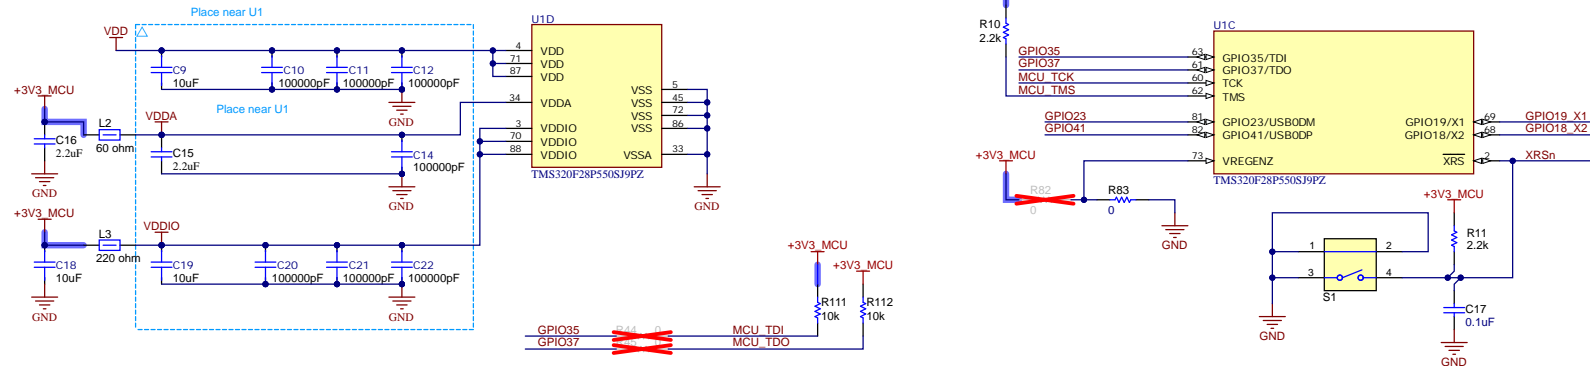 Place near U1
VDD
C9
10uF
C10
100000pF
C11
100000pF
C12
100000pF
GND
Place near U1
+3V3_MCU
L2
60 ohm
C16
2.2uF
GND
VDDA
C15
2.2uF
C14
100000pF
GND
+3V3_MCU
L3
220 ohm
C18
10uF
GND
VDDIO
C19
10uF
C20
100000pF
C21
100000pF
C22
100000pF
GND
U1D
4 VDD
71 VDD
87 VDD
34 VDDA
3 VDDIO
70 VDDIO
88 VDDIO
VSS 5
VSS 45
VSS 72
VSS 86
VSSA 33
TMS320F28P550SJ9PZ
GND
+3V3_MCU
+3V3_MCU
R111
10k
R112
10k
GPIO35 R44 0 MCU_TDI
GPIO37 MCU_TDO
R10
2.2k
GPIO35
GPIO37
MCU_TCK
MCU_TMS
GPIO23
GPIO41
U1C
63 GPIO35/TDI
61 GPIO37/TDO
60 TCK
62 TMS
81 GPIO23/USB0DM
82 GPIO41/USB0DP
73 VREGENZ
GPIO19/X1 69 GPIO19_X1
GPIO18/X2 68 GPIO18_X2
XRS 2 XRSn
TMS320F28P550SJ9PZ
+3V3_MCU
R82
0
R83
0
GND
+3V3_MCU
R11
2.2k
1 2
3 4
S1
GND
C17
0.1uF
GND